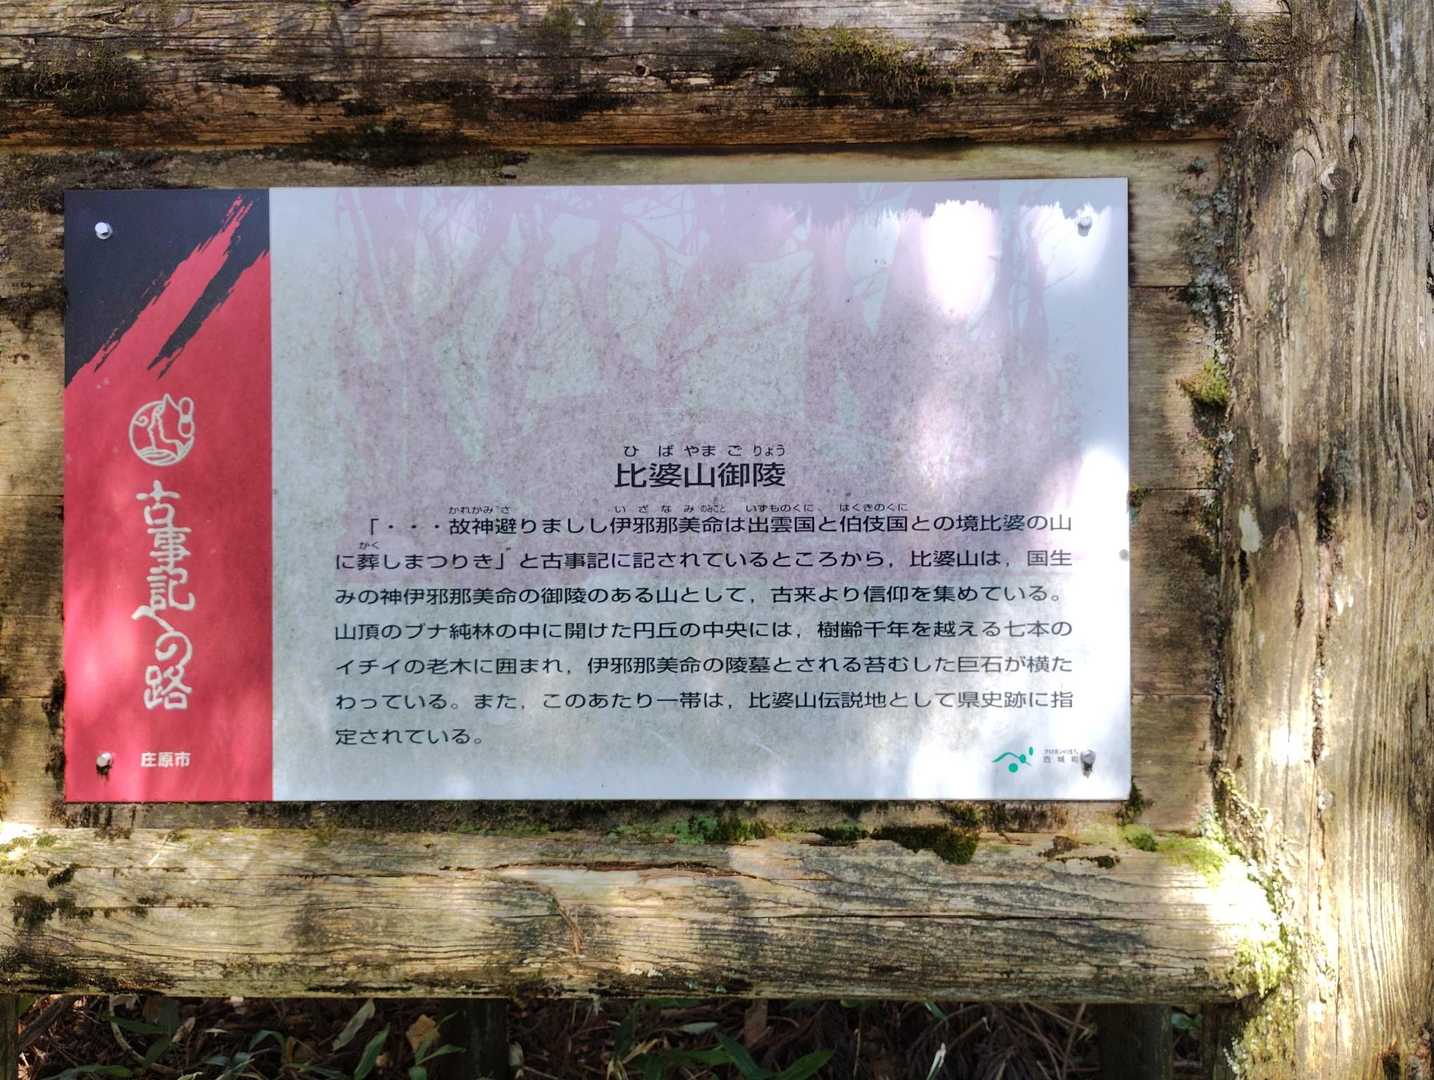 古事記への路
庄原市
ひばやまごりょう
比婆山御陵
かれかみさ いざなみのみこと いずものくに ほはくきのくに
「・・・故神避りましし伊邪那美命は出雲国と伯伎国との境比婆の山
かく
に葬しまつりき」と古事記に記されているところから，比婆山は，国生
みの神伊邪那美命の御陵のある山として，古来より信仰を集めている。
山頂のブナ純林の中に開けた円丘の中央には，樹齢千年を越える七本の
イチイの老木に囲まれ，伊邪那美命の陵墓とされる苔むした巨石が横た
わっている。また，このあたり一帯は，比婆山伝説地として県史跡に指
定されている。
西城町